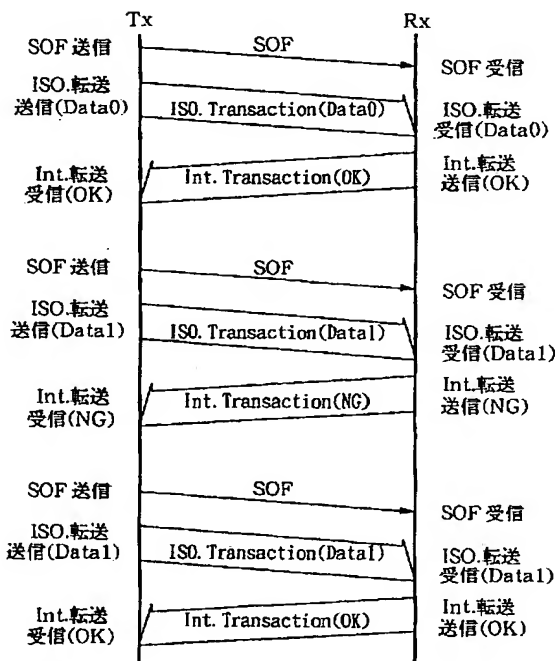 Tx
Rx
SOF 送信
SOF
SOF 受信
ISO.転送
送信(Data0)
ISO. Transaction(Data0)
ISO.転送
受信(Data0)
Int.転送
受信(OK)
Int. Transaction(OK)
Int.転送
送信(OK)
SOF 送信
SOF
SOF 受信
ISO.転送
送信(Data1)
ISO. Transaction(Data1)
ISO.転送
受信(Data1)
Int.転送
受信(NG)
Int. Transaction(NG)
Int.転送
送信(NG)
SOF 送信
SOF
SOF 受信
ISO.転送
送信(Data1)
ISO. Transaction(Data1)
ISO.転送
受信(Data1)
Int.転送
受信(OK)
Int. Transaction(OK)
Int.転送
送信(OK)